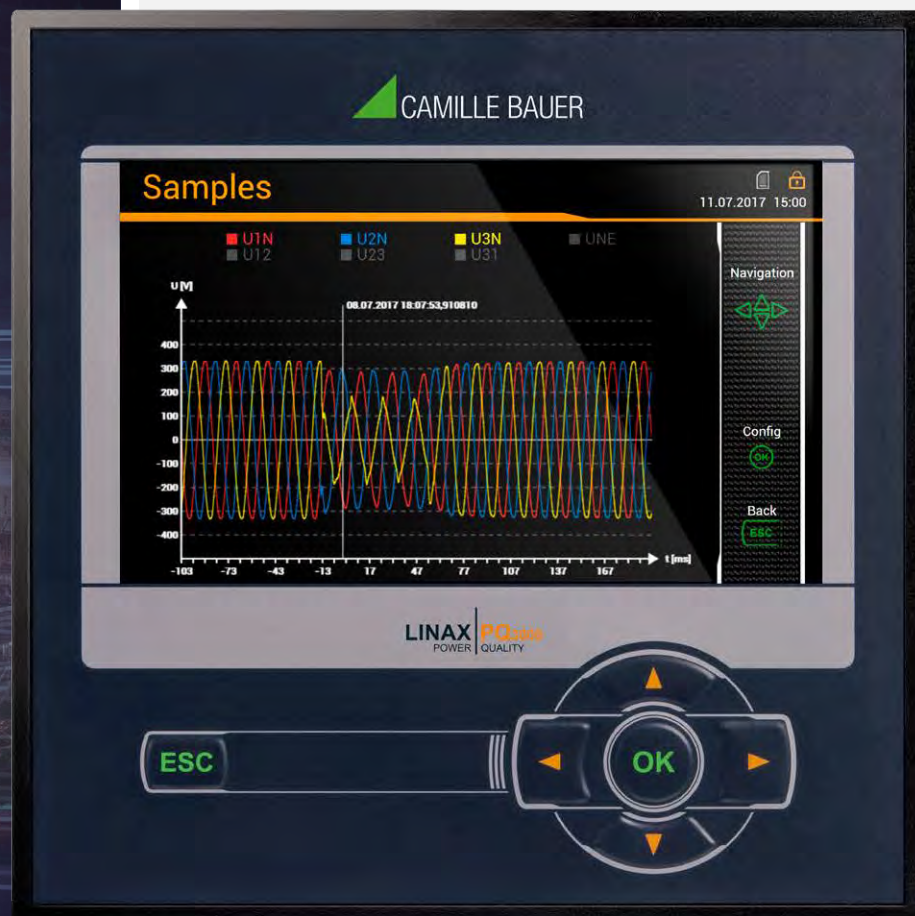 CAMILLE BAUER
Samples
11.07.2017 15:00
U1N U2N U3N UNE
U12 U23 U31
Navigation
U[V]
08.07.2017 18:07:53,910810
400
300
200
100
0
-100
-200
-300
-400
-103 -73 -43 -13 17 47 77 107 137 167
t [ms]
Config
OK
Back
ESC
LINAX PQ3000
POWER QUALITY
ESC
OK